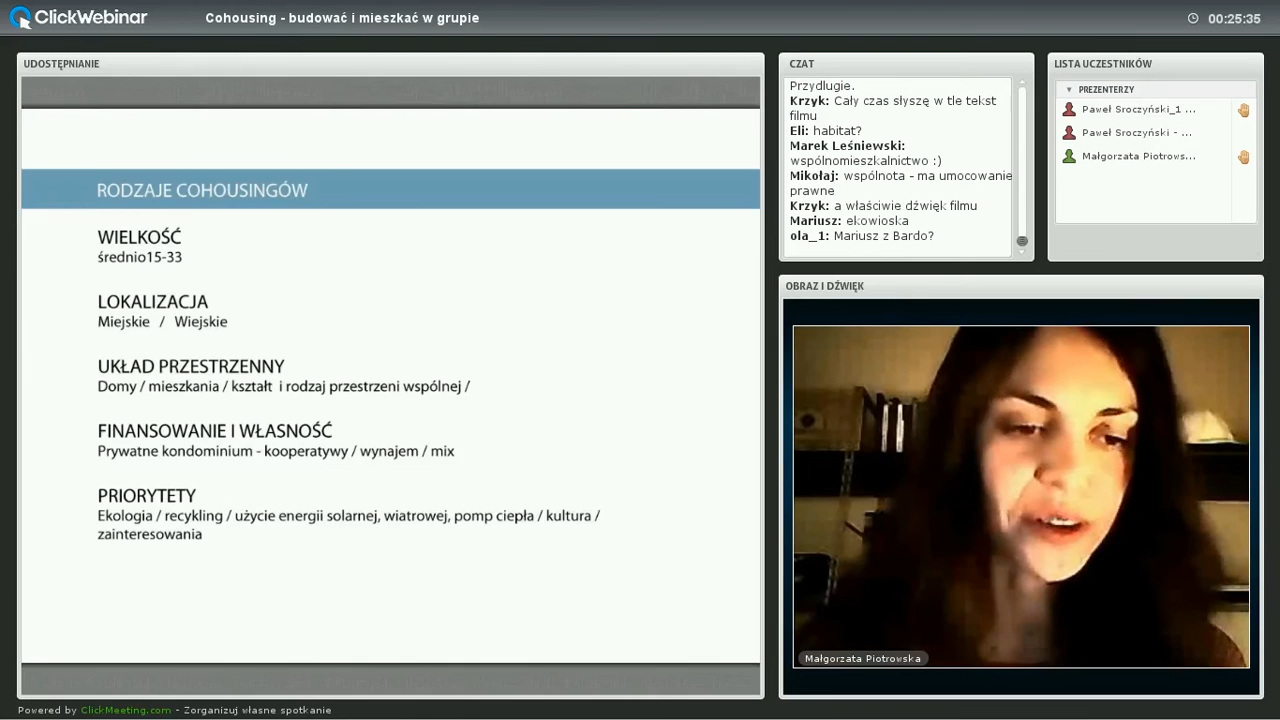 ClickWebinar
Cohousing - budować i mieszkać w grupie
00:25:35
UDOSTĘPNIANIE
RODZAJE COHOUSINGÓW
WIELKOŚĆ
średnio15-33
LOKALIZACJA
Miejskie / Wiejskie
UKŁAD PRZESTRZENNY
Domy / mieszkania / kształt i rodzaj przestrzeni wspólnej /
FINANSOWANIE I WŁASNOŚĆ
Prywatne kondominium - kooperatywy / wynajem / mix
PRIORYTETY
Ekologia / recykling / użycie energii solarnej, wiatrowej, pomp ciepła / kultura /
zainteresowania
CZAT
Przydlugie.
Krzyk: Cały czas słyszę w tle tekst
filmu
Eli: habitat?
Marek Leśniewski:
wspólnomieszkalnictwo :)
Mikołaj: wspólnota - ma umocowanie
prawne
Krzyk: a właściwie dźwięk filmu
Mariusz: ekowioska
ola_1: Mariusz z Bardo?
LISTA UCZESTNIKÓW
PREZENTERZY
Paweł Sroczyński_1 ...
Paweł Sroczyński - ...
Małgorzata Piotrows...
OBRAZ I DŹWIĘK
Małgorzata Piotrowska
Powered by ClickMeeting.com - Zorganizuj własne spotkanie